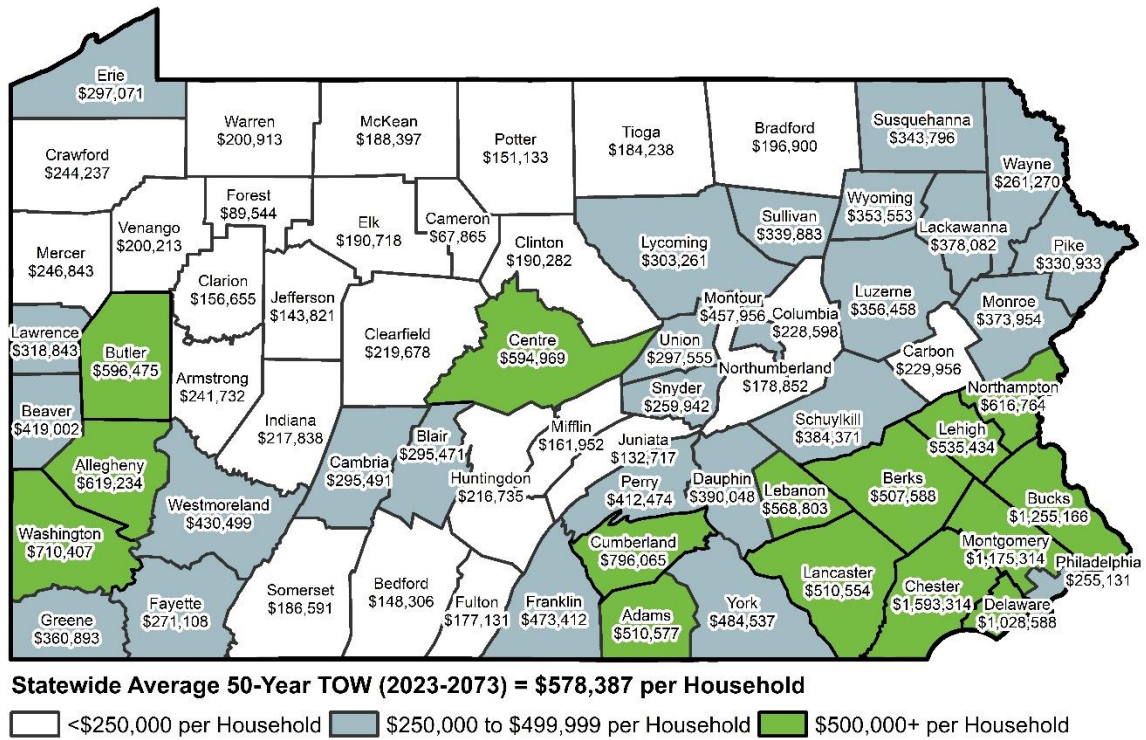 Erie
$297,071
Warren
$200,913
McKean
$188,397
Potter
$151,133
Tioga
$184,238
Bradford
$196,900
Susquehanna
$343,796
Wayne
$261,270
Crawford
$244,237
Forest
$89,544
Venango
$200,213
Elk
$190,718
Cameron
$67,865
Clinton
$190,282
Lycoming
$303,261
Sullivan
$339,883
Wyoming
$353,553
Lackawanna
$378,082
Pike
$330,933
Mercer
$246,843
Clarion
$156,655
Jefferson
$143,821
Clearfield
$219,678
Centre
$594,969
Montour
$457,956
Columbia
$228,598
Luzerne
$356,458
Monroe
$373,954
Lawrence
$318,843
Butler
$596,475
Armstrong
$241,732
Indiana
$217,838
Union
$297,555
Snyder
$259,942
Northumberland
$178,852
Carbon
$229,956
Northampton
$616,764
Beaver
$419,002
Allegheny
$619,234
Westmoreland
$430,499
Cambria
$295,491
Blair
$295,471
Huntingdon
$216,735
Mifflin
$161,952
Juniata
$132,717
Perry
$412,474
Dauphin
$390,048
Schuylkill
$384,371
Lebanon
$568,803
Lehigh
$535,434
Berks
$507,588
Bucks
$1,255,166
Washington
$710,407
Cumberland
$796,065
Montgomery
$1,175,314
Philadelphia
$255,131
Greene
$360,893
Fayette
$271,108
Somerset
$186,591
Bedford
$148,306
Fulton
$177,131
Franklin
$473,412
Adams
$510,577
York
$484,537
Lancaster
$510,554
Chester
$1,593,314
Delaware
$1,028,588
Statewide Average 50-Year TOW (2023-2073) = $578,387 per Household
<$250,000 per Household
$250,000 to $499,999 per Household
$500,000+ per Household